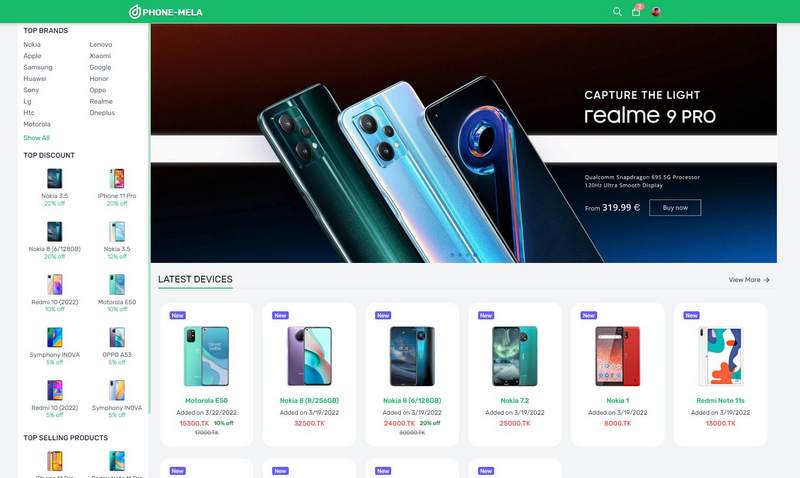 PHONE-MELA
2
TOP BRANDS
Nokia Lenovo
Apple Xiaomi
Samsung Google
Huawei Honor
Sony Oppo
Lg Realme
Htc Oneplus
Motorola
Show All
TOP DISCOUNT
Nokia 3.5 IPhone 11 Pro
22% off 20% off
Nokia 8 (6/128GB) Nokia 3.5
20% off 12% off
Redmi 10 (2022) Motorola E50
10% off 10% off
Symphony INOVA OPPO A53
5% off 5% off
Redmi 10 (2022) Symphony INOVA
5% off 5% off
TOP SELLING PRODUCTS
IPhone 11 Pro Redmi Note 11 Pro
CAPTURE THE LIGHT
realme 9 PRO
Qualcomm Snapdragon 695 5G Processor
120Hz Ultra Smooth Display
From 319.99 € Buy now
LATEST DEVICES View More →
New New New New New New
Motorola E50 Nokia 8 (8/256GB) Nokia 8 (6/128GB) Nokia 7.2 Nokia 1 Redmi Note 11s
Added on 3/22/2022 Added on 3/19/2022 Added on 3/19/2022 Added on 3/19/2022 Added on 3/19/2022 Added on 3/19/2022
15300.TK 10% off 32500.TK 24000.TK 20% off 25000.TK 8000.TK 13000.TK
17000.TK 30000.TK
New New New New